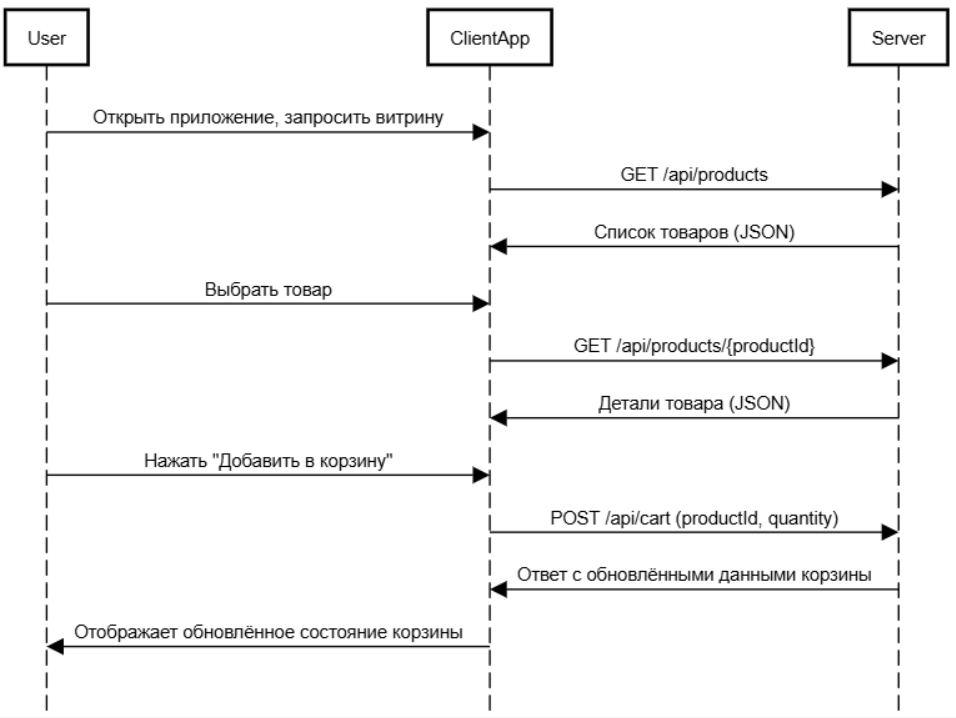 User
ClientApp
Server
Открыть приложение, запросить витрину
GET /api/products
Список товаров (JSON)
Выбрать товар
GET /api/products/{productId}
Детали товара (JSON)
Нажать "Добавить в корзину"
POST /api/cart (productId, quantity)
Ответ с обновлёнными данными корзины
Отображает обновлённое состояние корзины